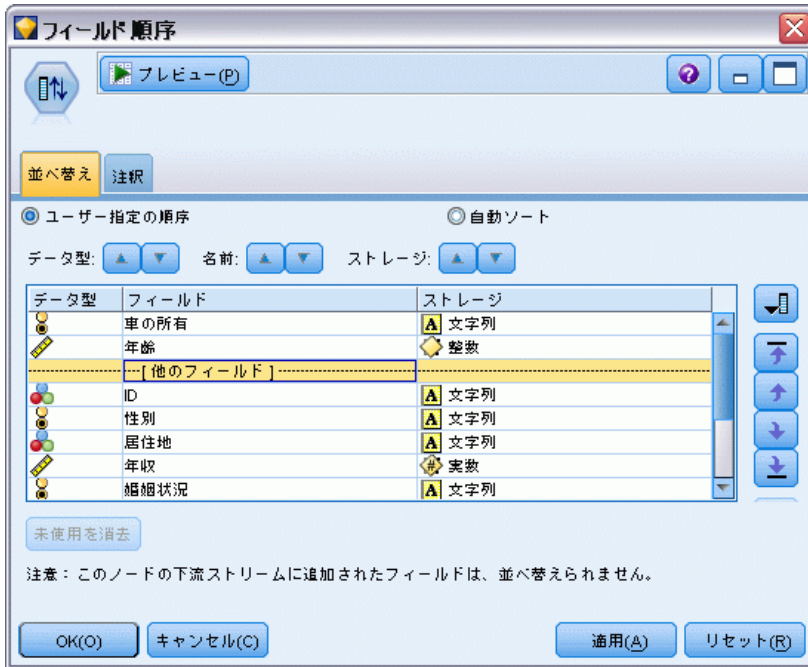 フィールド順序
プレビュー(P)
並べ替え 注釈
ユーザー指定の順序 自動ソート
データ型: 名前: ストレージ:
データ型 フィールド ストレージ
車の所有 A 文字列
年齢 整数
[他のフィールド]
ID A 文字列
性別 A 文字列
居住地 A 文字列
年収 # 実数
婚姻状況 A 文字列
未使用を消去
注意：このノードの下流ストリームに追加されたフィールドは、並べ替えられません。
OK(O) キャンセル(C) 適用(A) リセット(R)